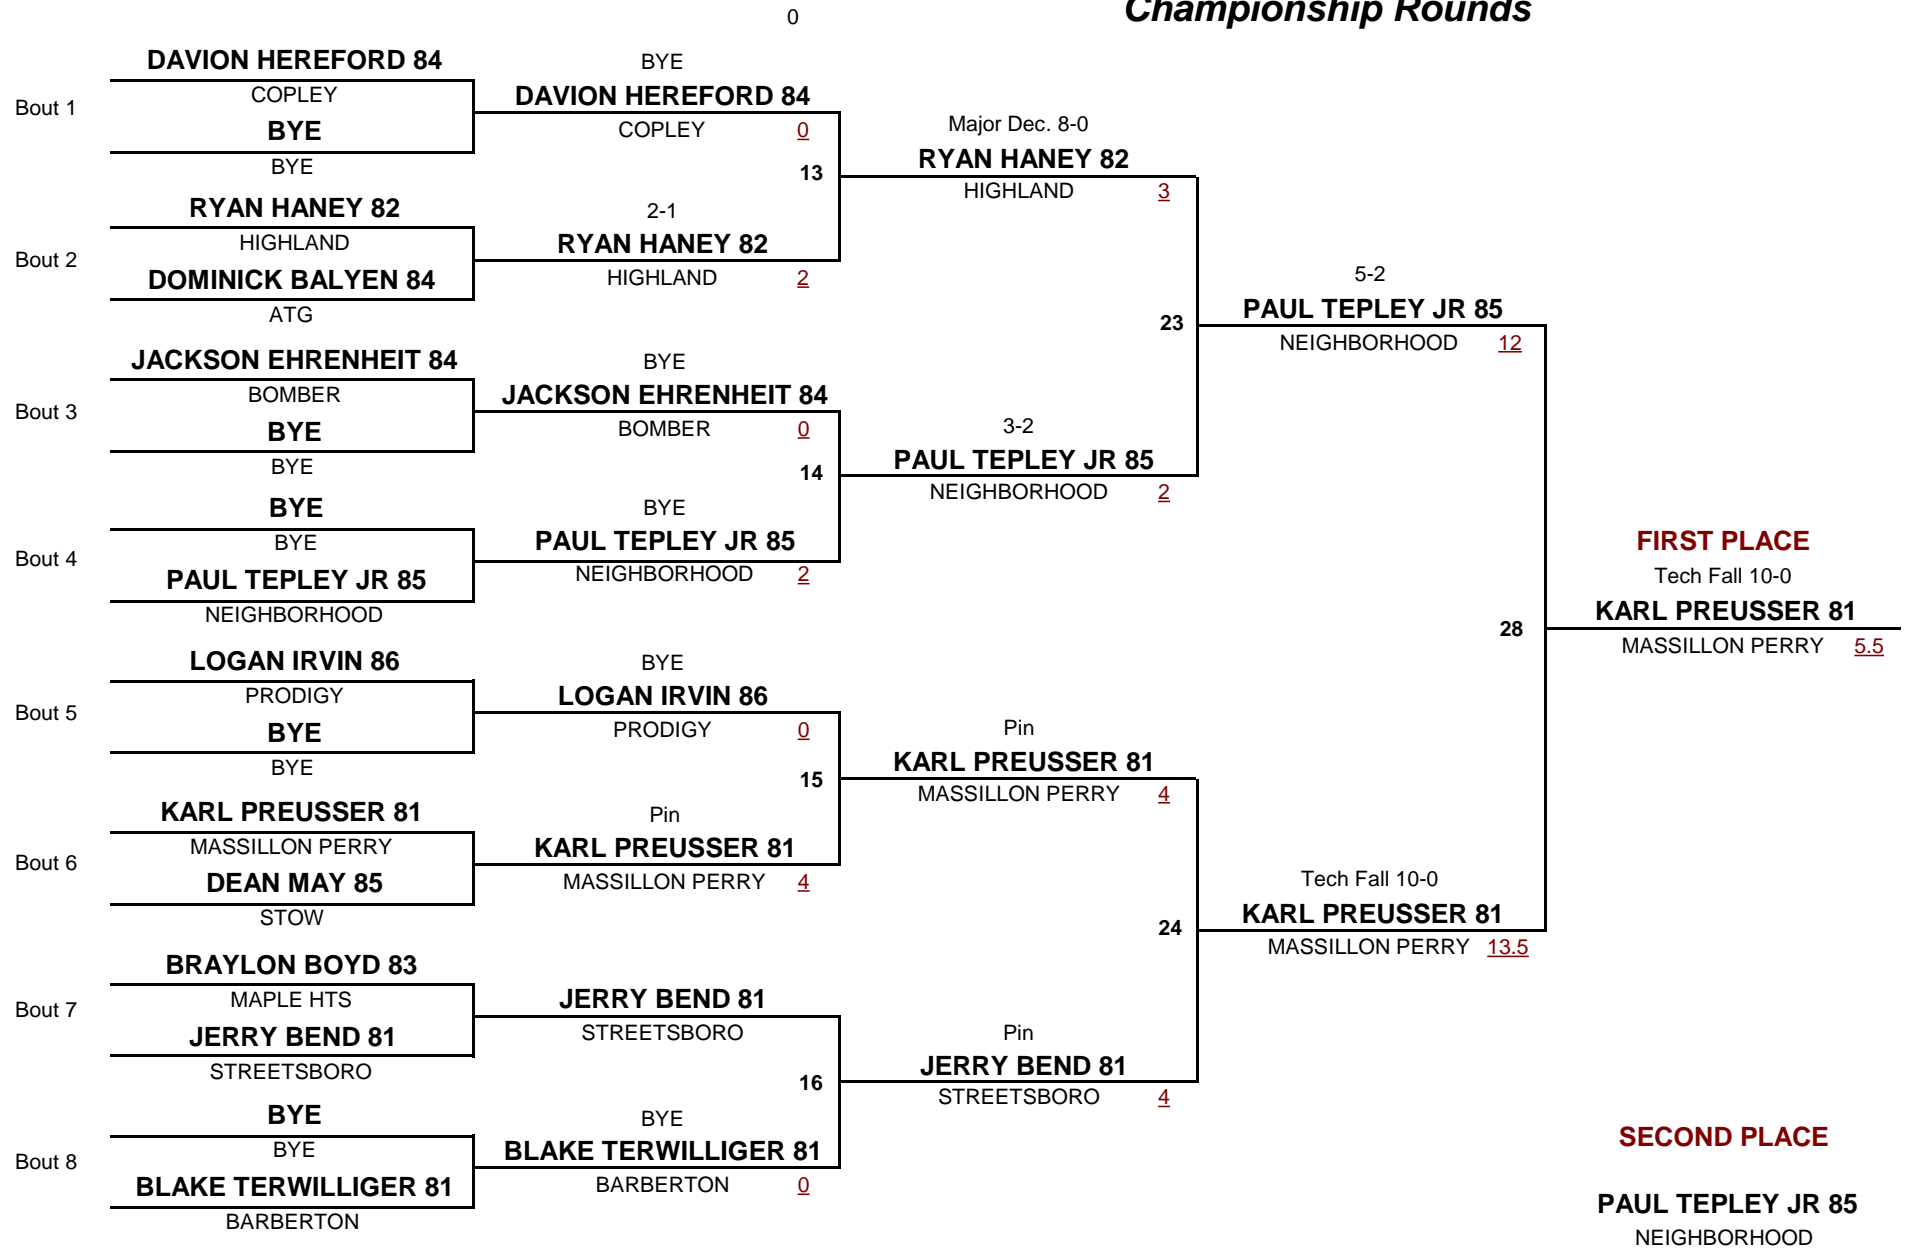 Championship Rounds
0
DAVION HEREFORD 84
COPLEY
Bout 1
BYE
BYE
RYAN HANEY 82
HIGHLAND
Bout 2
DOMINICK BALYEN 84
ATG
JACKSON EHRENHEIT 84
BOMBER
Bout 3
BYE
BYE
BYE
BYE
Bout 4
PAUL TEPLEY JR 85
NEIGHBORHOOD
LOGAN IRVIN 86
PRODIGY
Bout 5
BYE
BYE
KARL PREUSSER 81
MASSILLON PERRY
Bout 6
DEAN MAY 85
STOW
BRAYLON BOYD 83
MAPLE HTS
Bout 7
JERRY BEND 81
STREETSBORO
BYE
BYE
Bout 8
BLAKE TERWILLIGER 81
BARBERTON
BYE
DAVION HEREFORD 84
COPLEY 0
13
2-1
RYAN HANEY 82
HIGHLAND 2
BYE
JACKSON EHRENHEIT 84
BOMBER 0
14
BYE
PAUL TEPLEY JR 85
NEIGHBORHOOD 2
BYE
LOGAN IRVIN 86
PRODIGY 0
15
Pin
KARL PREUSSER 81
MASSILLON PERRY 4
JERRY BEND 81
STREETSBORO
16
BYE
BLAKE TERWILLIGER 81
BARBERTON 0
Major Dec. 8-0
RYAN HANEY 82
HIGHLAND 3
23
3-2
PAUL TEPLEY JR 85
NEIGHBORHOOD 2
Pin
KARL PREUSSER 81
MASSILLON PERRY 4
24
Pin
JERRY BEND 81
STREETSBORO 4
5-2
PAUL TEPLEY JR 85
NEIGHBORHOOD 12
28
Tech Fall 10-0
KARL PREUSSER 81
MASSILLON PERRY 13.5
FIRST PLACE
Tech Fall 10-0
KARL PREUSSER 81
MASSILLON PERRY 5.5
SECOND PLACE
PAUL TEPLEY JR 85
NEIGHBORHOOD